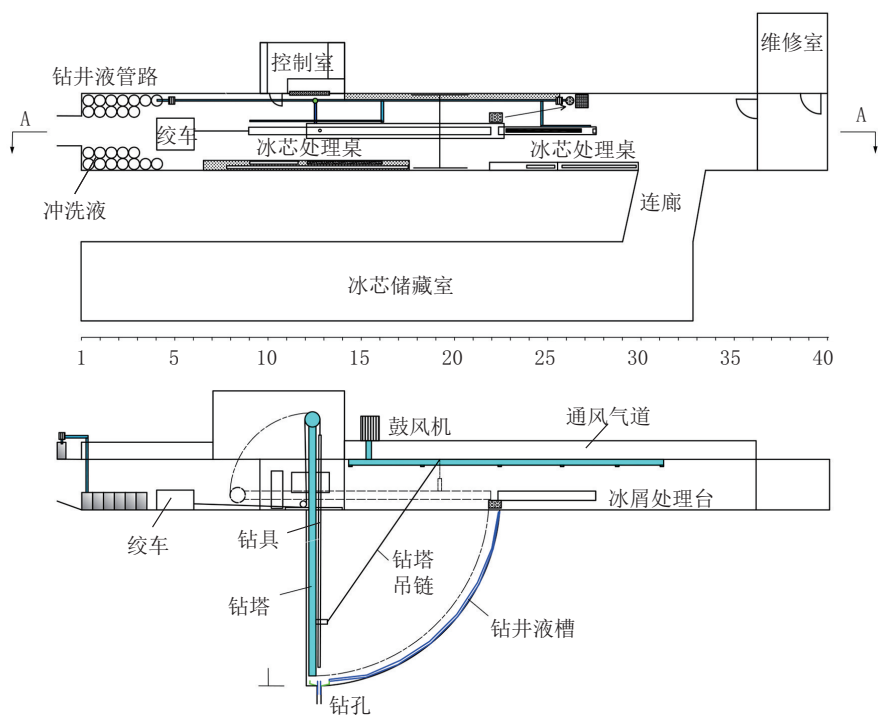 维修室
控制室
钻井液管路
A
A
绞车
冰芯处理桌
冰芯处理桌
冲洗液
连廊
冰芯储藏室
1 5 10 15 20 25 30 35 40
通风气道
鼓风机
冰屑处理台
绞车
钻具
钻塔
吊链
钻塔
钻井液槽
钻孔